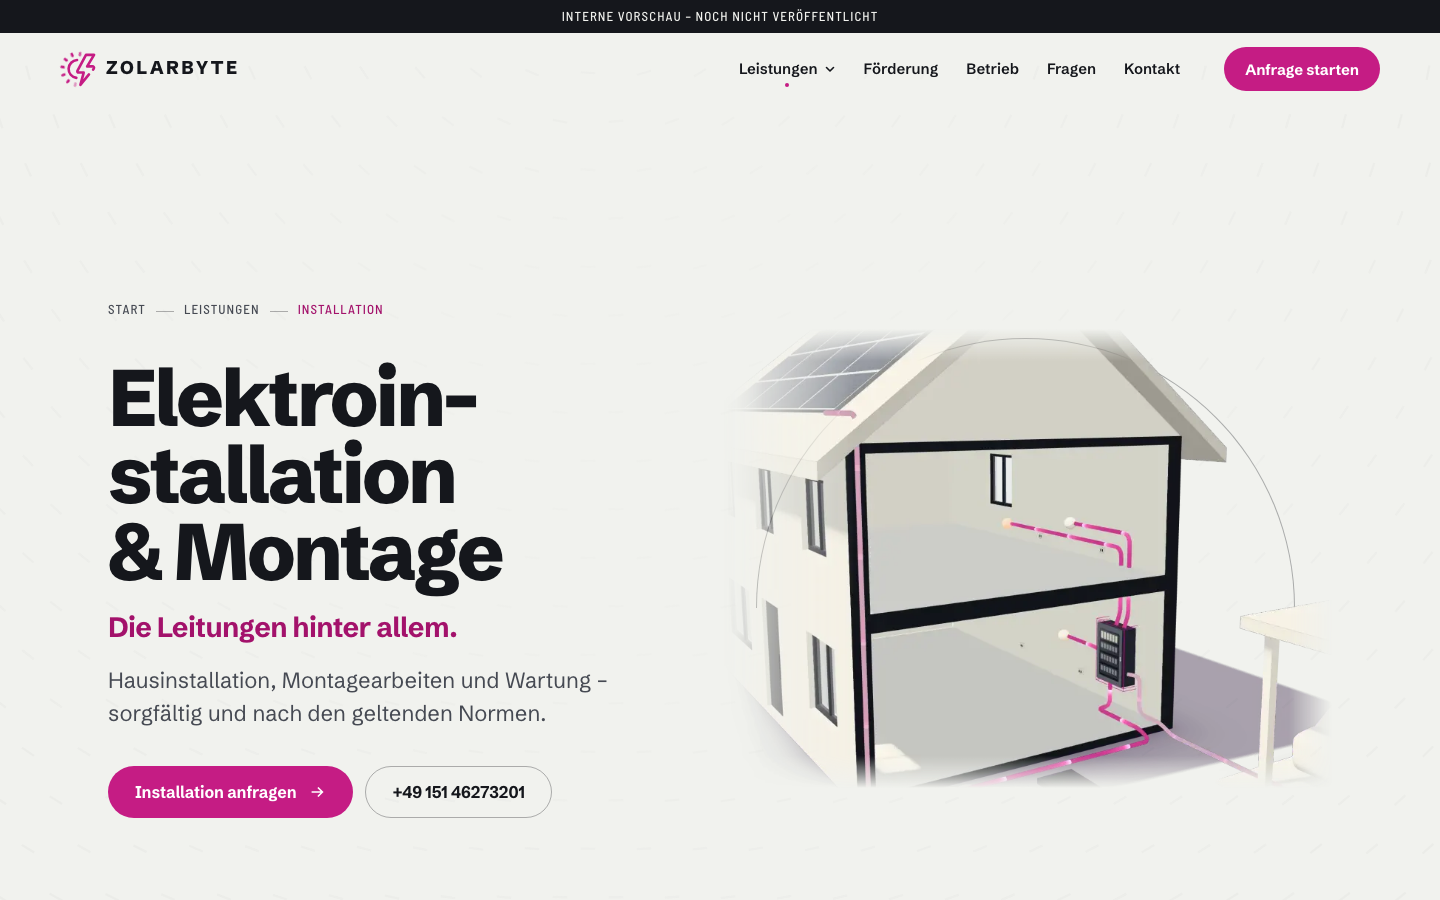 INTERNE VORSCHAU – NOCH NICHT VERÖFFENTLICHT
ZOLARBYTE
Leistungen
Förderung
Betrieb
Fragen
Kontakt
Anfrage starten
START — LEISTUNGEN — INSTALLATION
Elektroin-
stallation
& Montage
Die Leitungen hinter allem.
Hausinstallation, Montagearbeiten und Wartung –
sorgfältig und nach den geltenden Normen.
Installation anfragen →
+49 151 46273201